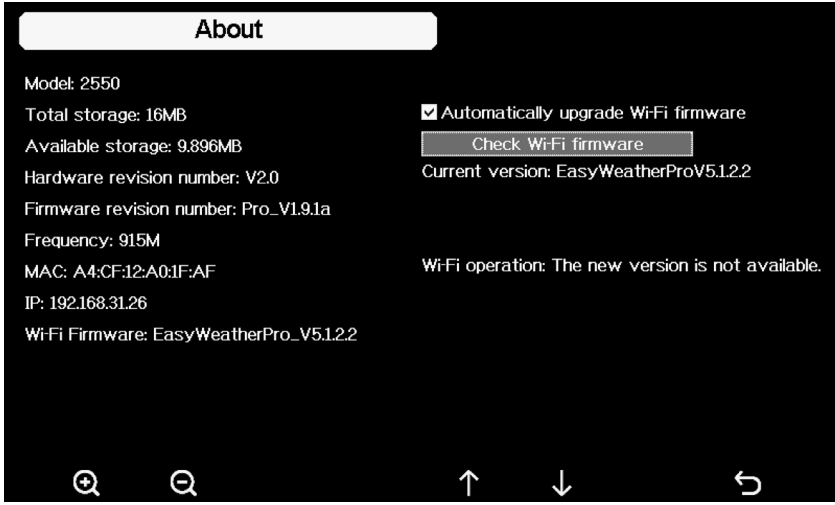 About
Model: 2550
Total storage: 16MB
Available storage: 9.896MB
Hardware revision number: V2.0
Firmware revision number: Pro_V1.9.1a
Frequency: 915M
MAC: A4:CF:12:A0:1F:AF
IP: 192.168.31.26
Wi-Fi Firmware: EasyWeatherPro_V5.1.2.2
Automatically upgrade Wi-Fi firmware
Check Wi-Fi firmware
Current version: EasyWeatherProV5.1.2.2
Wi-Fi operation: The new version is not available.